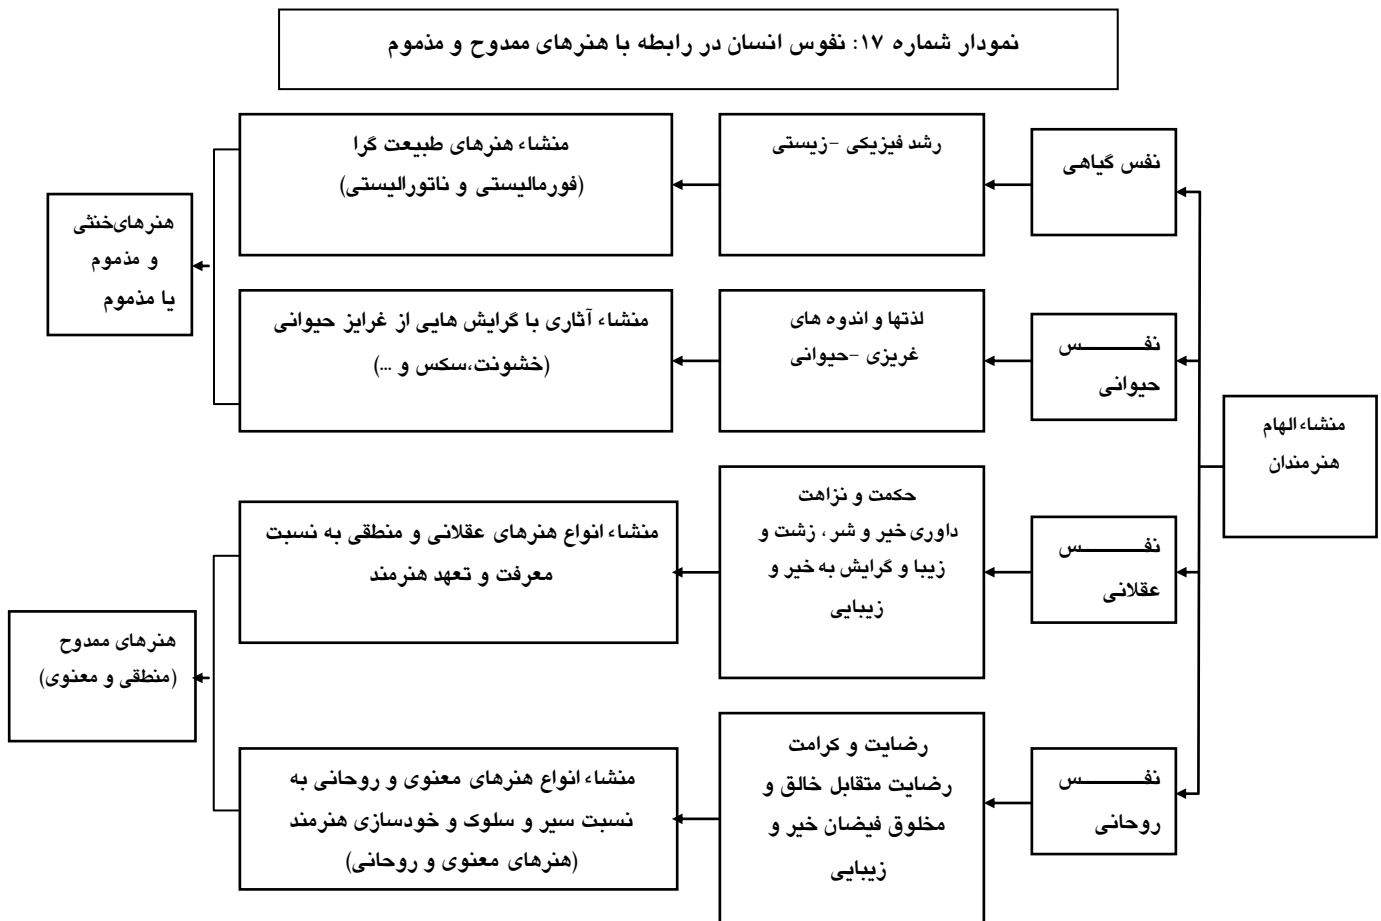 نمودار شماره ۱۷: نفوس انسان در رابطه با هنرهای ممدوح و مذموم
منشاء الهام
هنرمندان
نفس گیاهی
رشد فیزیکی -زیستی
منشاء هنرهای طبیعت گرا
(فورمالیستی و ناتورالیستی)
نفـــــــــس
حیوانی
لذتها و اندوه های
غریزی -حیوانی
منشاء آثاری با گرایش هایی از غرایز حیوانی
(خشونت،سکس و ...)
هنرهای‌خنثی
و مذموم
یا مذموم
نفـــــــــس
عقلانی
حکمت و نزاهت
داوری خیر و شر، زشت و
زیبا و گرایش به خیر و
زیبایی
منشاء انواع هنرهای عقلانی و منطقی به نسبت
معرفت و تعهد هنرمند
نفـــــــــس
روحانی
رضایت و کرامت
رضایت متقابل خالق و
مخلوق فیضان خیر و
زیبایی
منشاء انواع هنرهای معنوی و روحانی به
نسبت سیر و سلوک و خودسازی هنرمند
(هنرهای معنوی و روحانی)
هنرهای ممدوح
(منطقی و معنوی)